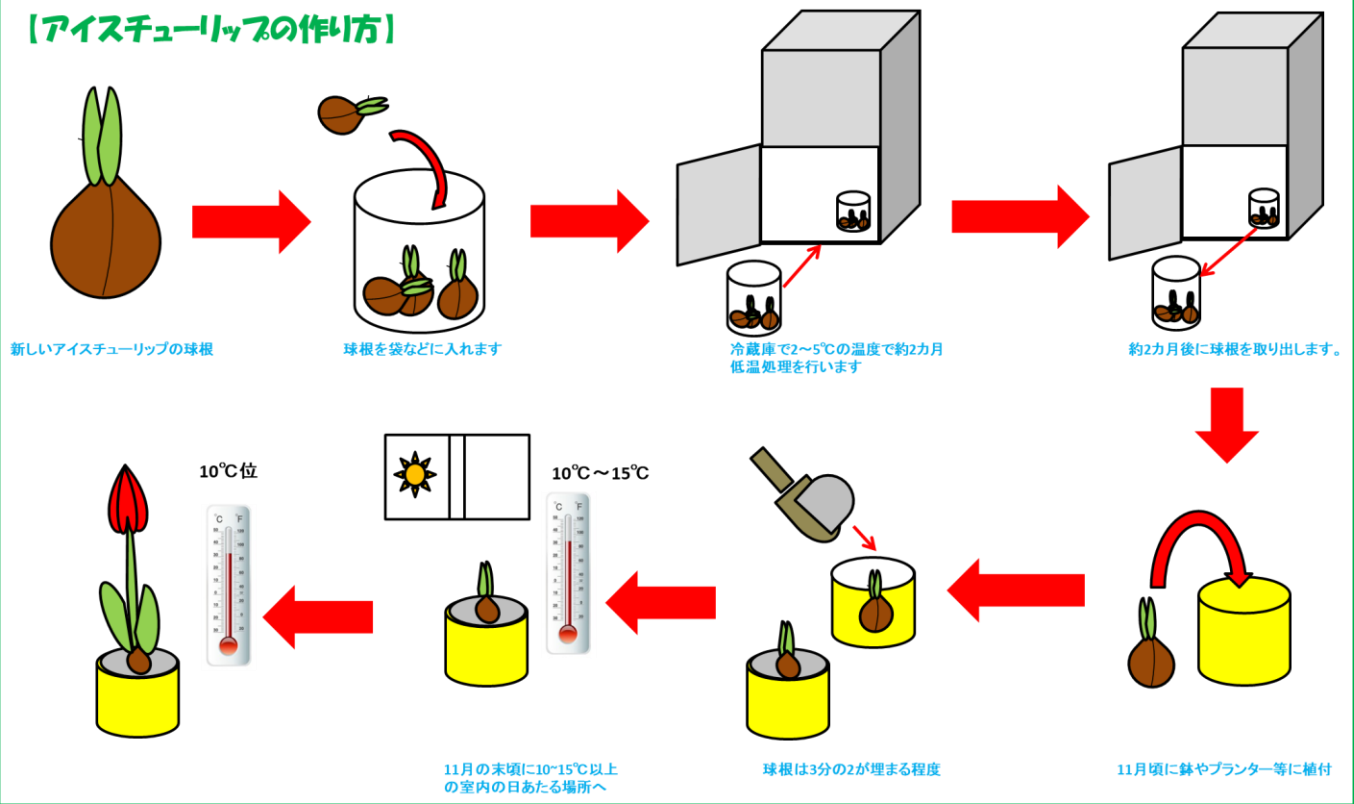 【アイスチューリップの作り方】
新しいアイスチューリップの球根
球根を袋などに入れます
冷蔵庫で2～5℃の温度で約2カ月
低温処理を行います
約2カ月後に球根を取り出します。
11月頃に鉢やプランター等に植付
球根は3分の2が埋まる程度
10℃～15℃
℃ ℉
11月の末頃に10~15℃以上
の室内の日あたる場所へ
10℃位
℃ ℉